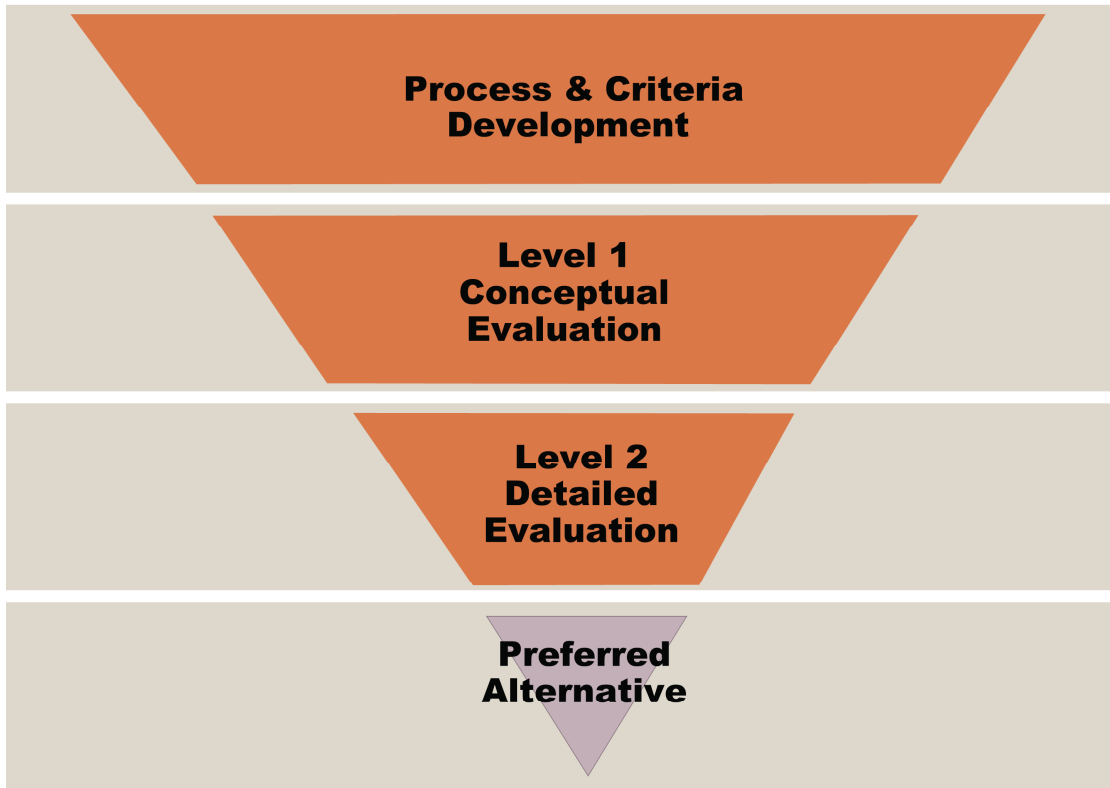 Process & Criteria
Development
Level 1
Conceptual
Evaluation
Level 2
Detailed
Evaluation
Preferred
Alternative